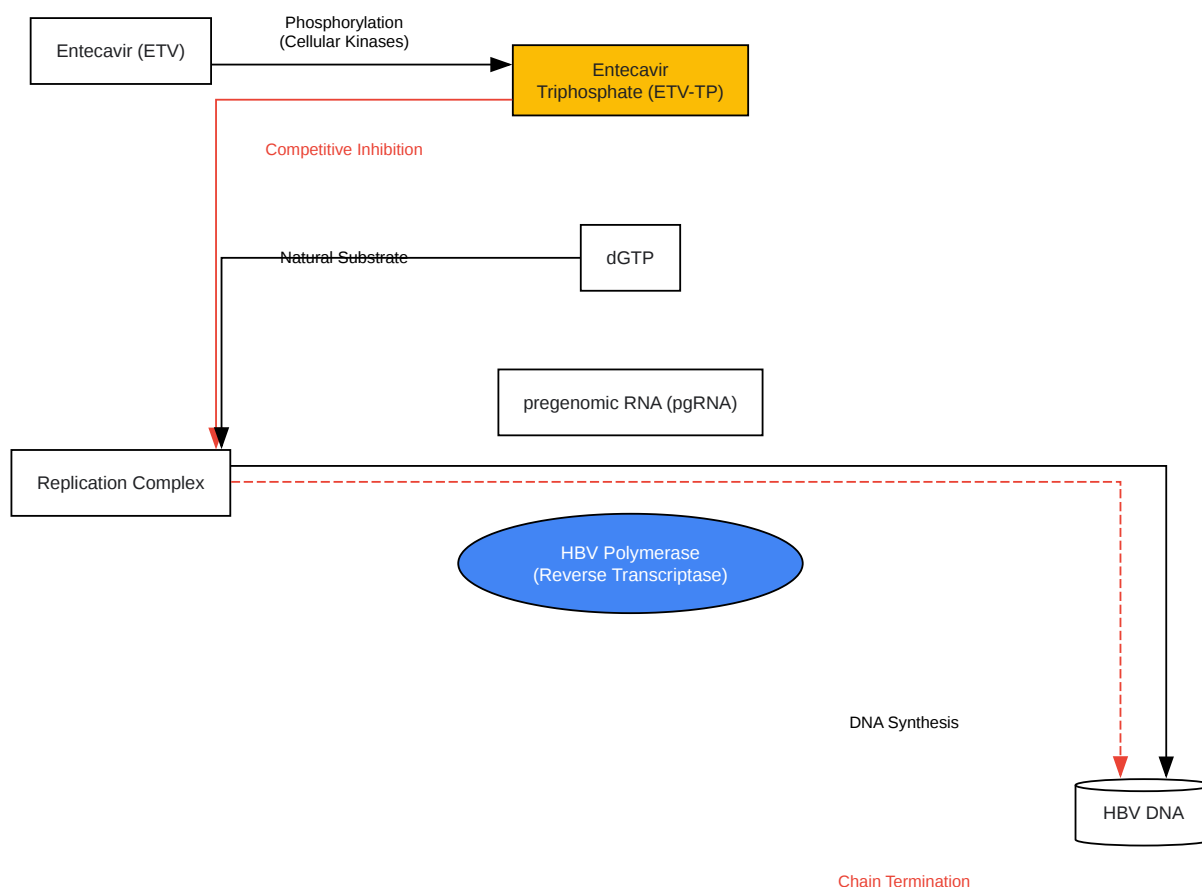 Phosphorylation
(Cellular Kinases)
Entecavir (ETV)
Entecavir
Triphosphate (ETV-TP)
Competitive Inhibition
Natural Substrate
dGTP
pregenomic RNA (pgRNA)
Replication Complex
HBV Polymerase
(Reverse Transcriptase)
DNA Synthesis
HBV DNA
Chain Termination